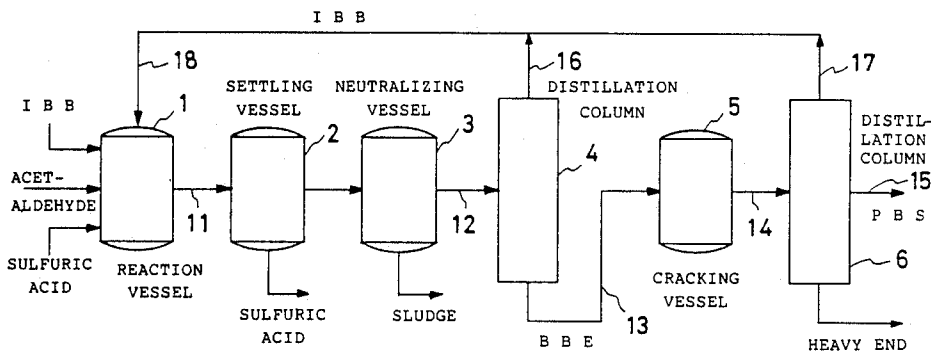 I B B
18
16
17
SETTLING
VESSEL
NEUTRALIZING
VESSEL
DISTILLATION
COLUMN
DISTIL-
LATION
COLUMN
I B B
1
2
3
4
5
ACET-
ALDEHYDE
11
12
14
15
P B S
SULFURIC
ACID
REACTION
VESSEL
CRACKING
VESSEL
6
SULFURIC
ACID
SLUDGE
B B E
13
HEAVY END